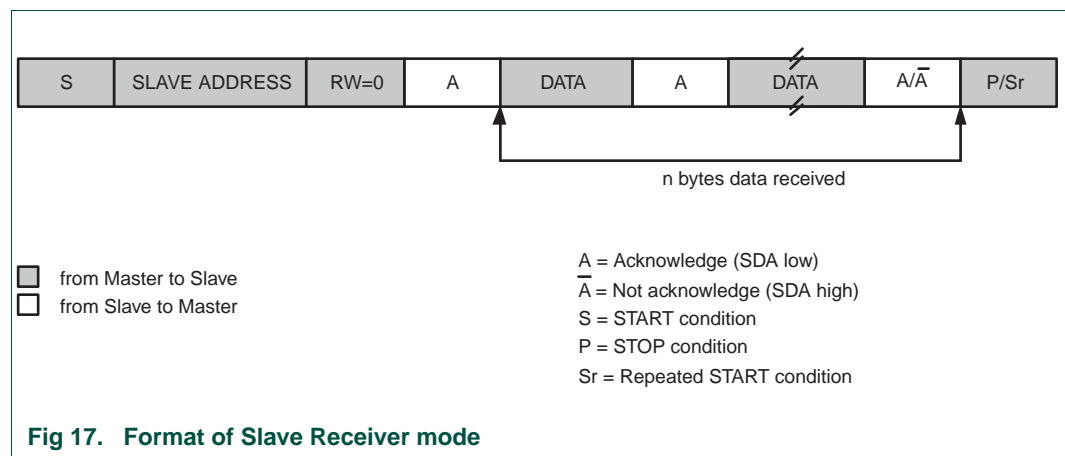 S SLAVE ADDRESS RW=0 A DATA A DATA A/A̅ P/Sr
n bytes data received
from Master to Slave
from Slave to Master
A = Acknowledge (SDA low)
A̅ = Not acknowledge (SDA high)
S = START condition
P = STOP condition
Sr = Repeated START condition
Fig 17. Format of Slave Receiver mode